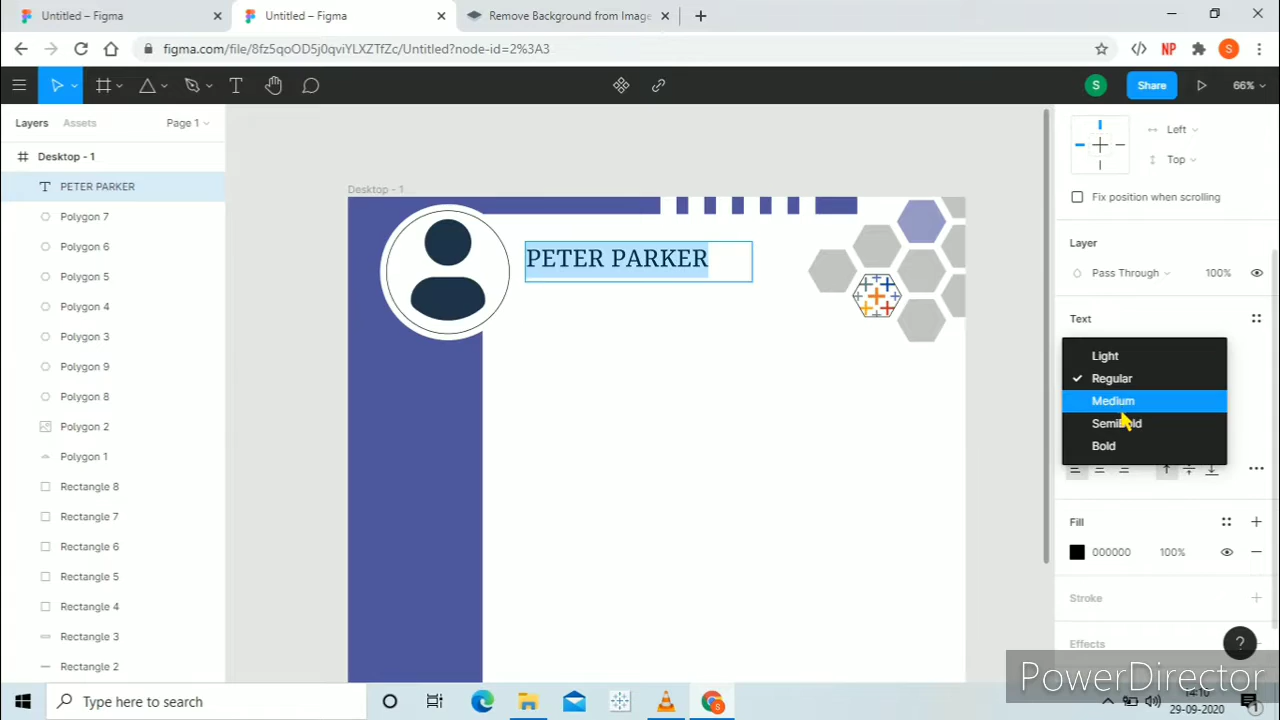 Untitled – Figma
Untitled – Figma
Remove Background from Image
figma.com/file/8fz5qoOD5j0qviYLXZTfZc/Untitled?node-id=2%3A3
NP
S
S
Share
66%
Layers
Assets
Page 1
Desktop - 1
PETER PARKER
Polygon 7
Polygon 6
Polygon 5
Polygon 4
Polygon 3
Polygon 9
Polygon 8
Polygon 2
Polygon 1
Rectangle 8
Rectangle 7
Rectangle 6
Rectangle 5
Rectangle 4
Rectangle 3
Rectangle 2
Desktop - 1
PETER PARKER
Left
Top
Fix position when scrolling
Layer
Pass Through
100%
Text
Light
Regular
Medium
SemiBold
Bold
Fill
000000
100%
Stroke
Effects
?
PowerDirector
Type here to search
14:10
29-09-2020